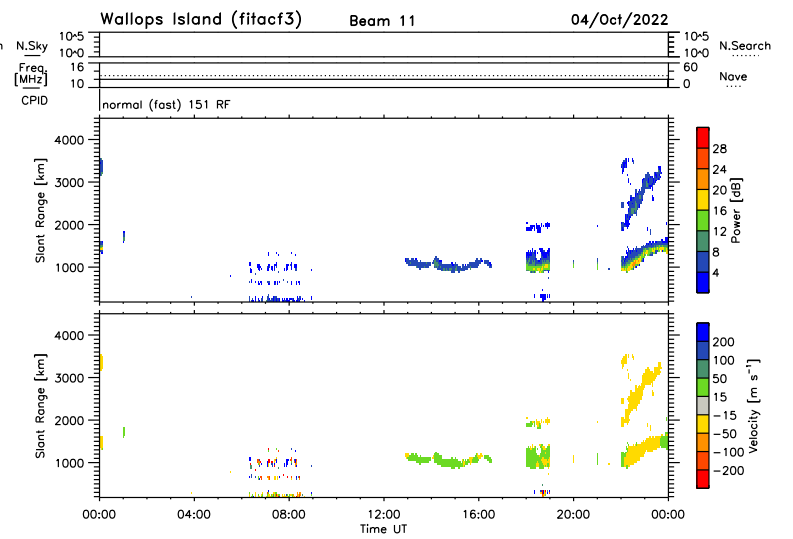 Wallops Island (fitacf3) Beam 11 04/Oct/2022
N.Sky 10^5 10^5 N.Search
10^0 10^0
Freq. 16 60
[MHz] 10 0 Nave
CPID normal (fast) 151 RF
Slant Range [km]
4000
3000
2000
1000
28
24
20
16
12
8
4
Power [dB]
Slant Range [km]
4000
3000
2000
1000
200
100
50
15
-15
-50
-100
-200
Velocity [m s⁻¹]
00:00 04:00 08:00 12:00 16:00 20:00 00:00
Time UT